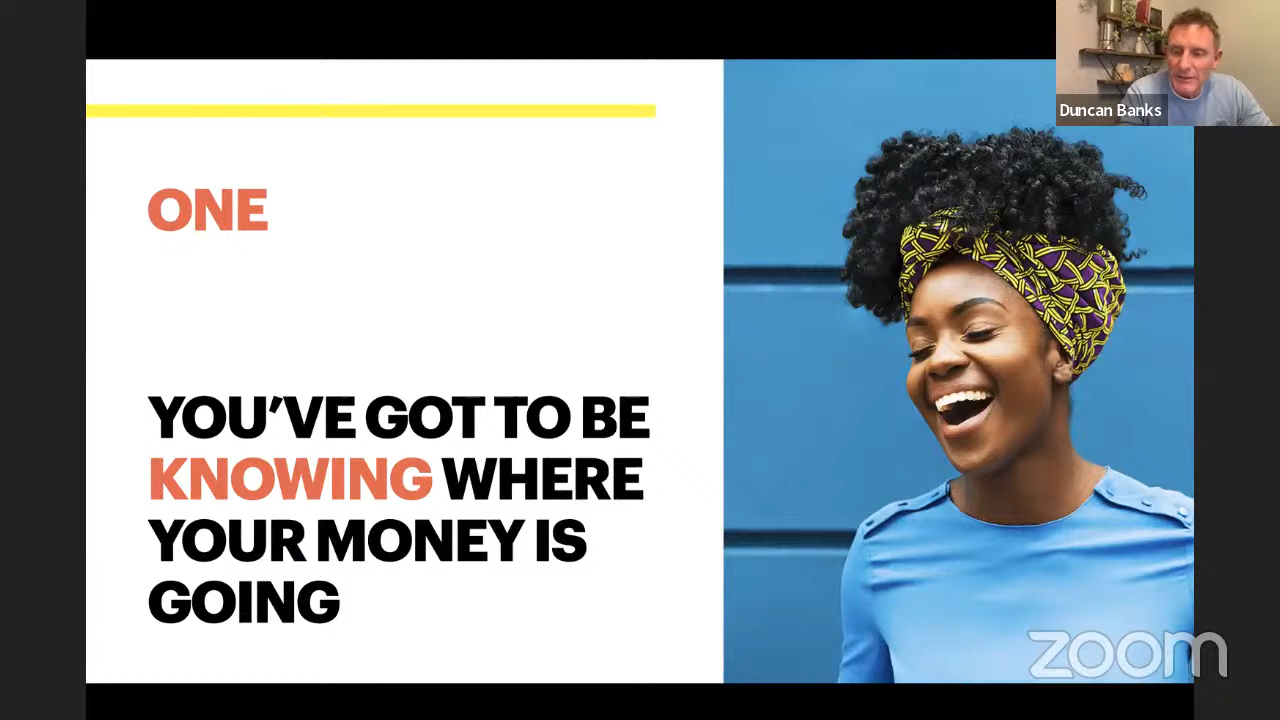 Duncan Banks
ONE
YOU'VE GOT TO BE
KNOWING WHERE
YOUR MONEY IS
GOING
zoom